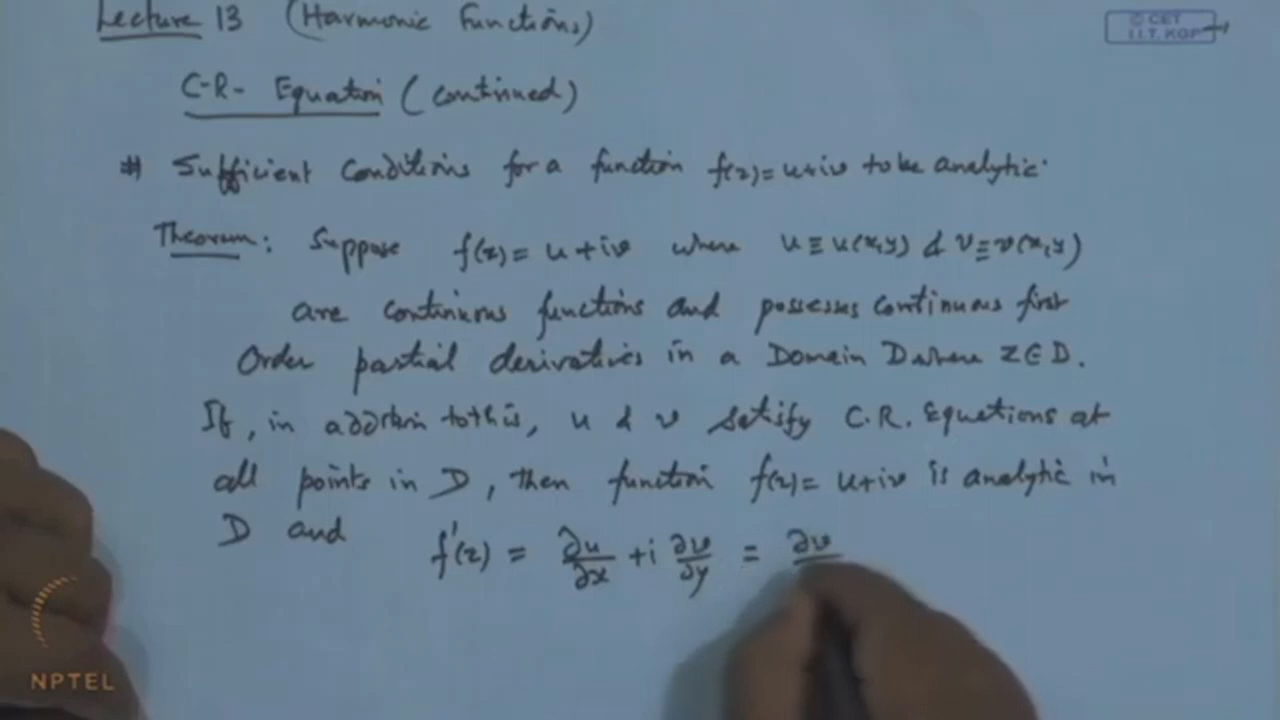 Lecture 13 (Harmonic Functions)
© CET
I.I.T. KGP
C-R- Equation (continued)
# Sufficient Conditions for a function f(z)=u+iv to be analytic.
Theorem: Suppose f(z)= u+iv where u≡u(x,y) & v≡v(x,y)
are continuous functions and possesses continuous first
Order partial derivatives in a Domain D where z∈D.
If, in addition to this, u & v satisfy C.R. Equations at
all points in D, then function f(z)= u+iv is analytic in
D and f'(z) = ∂u/∂x + i ∂v/∂y = ∂v
NPTEL